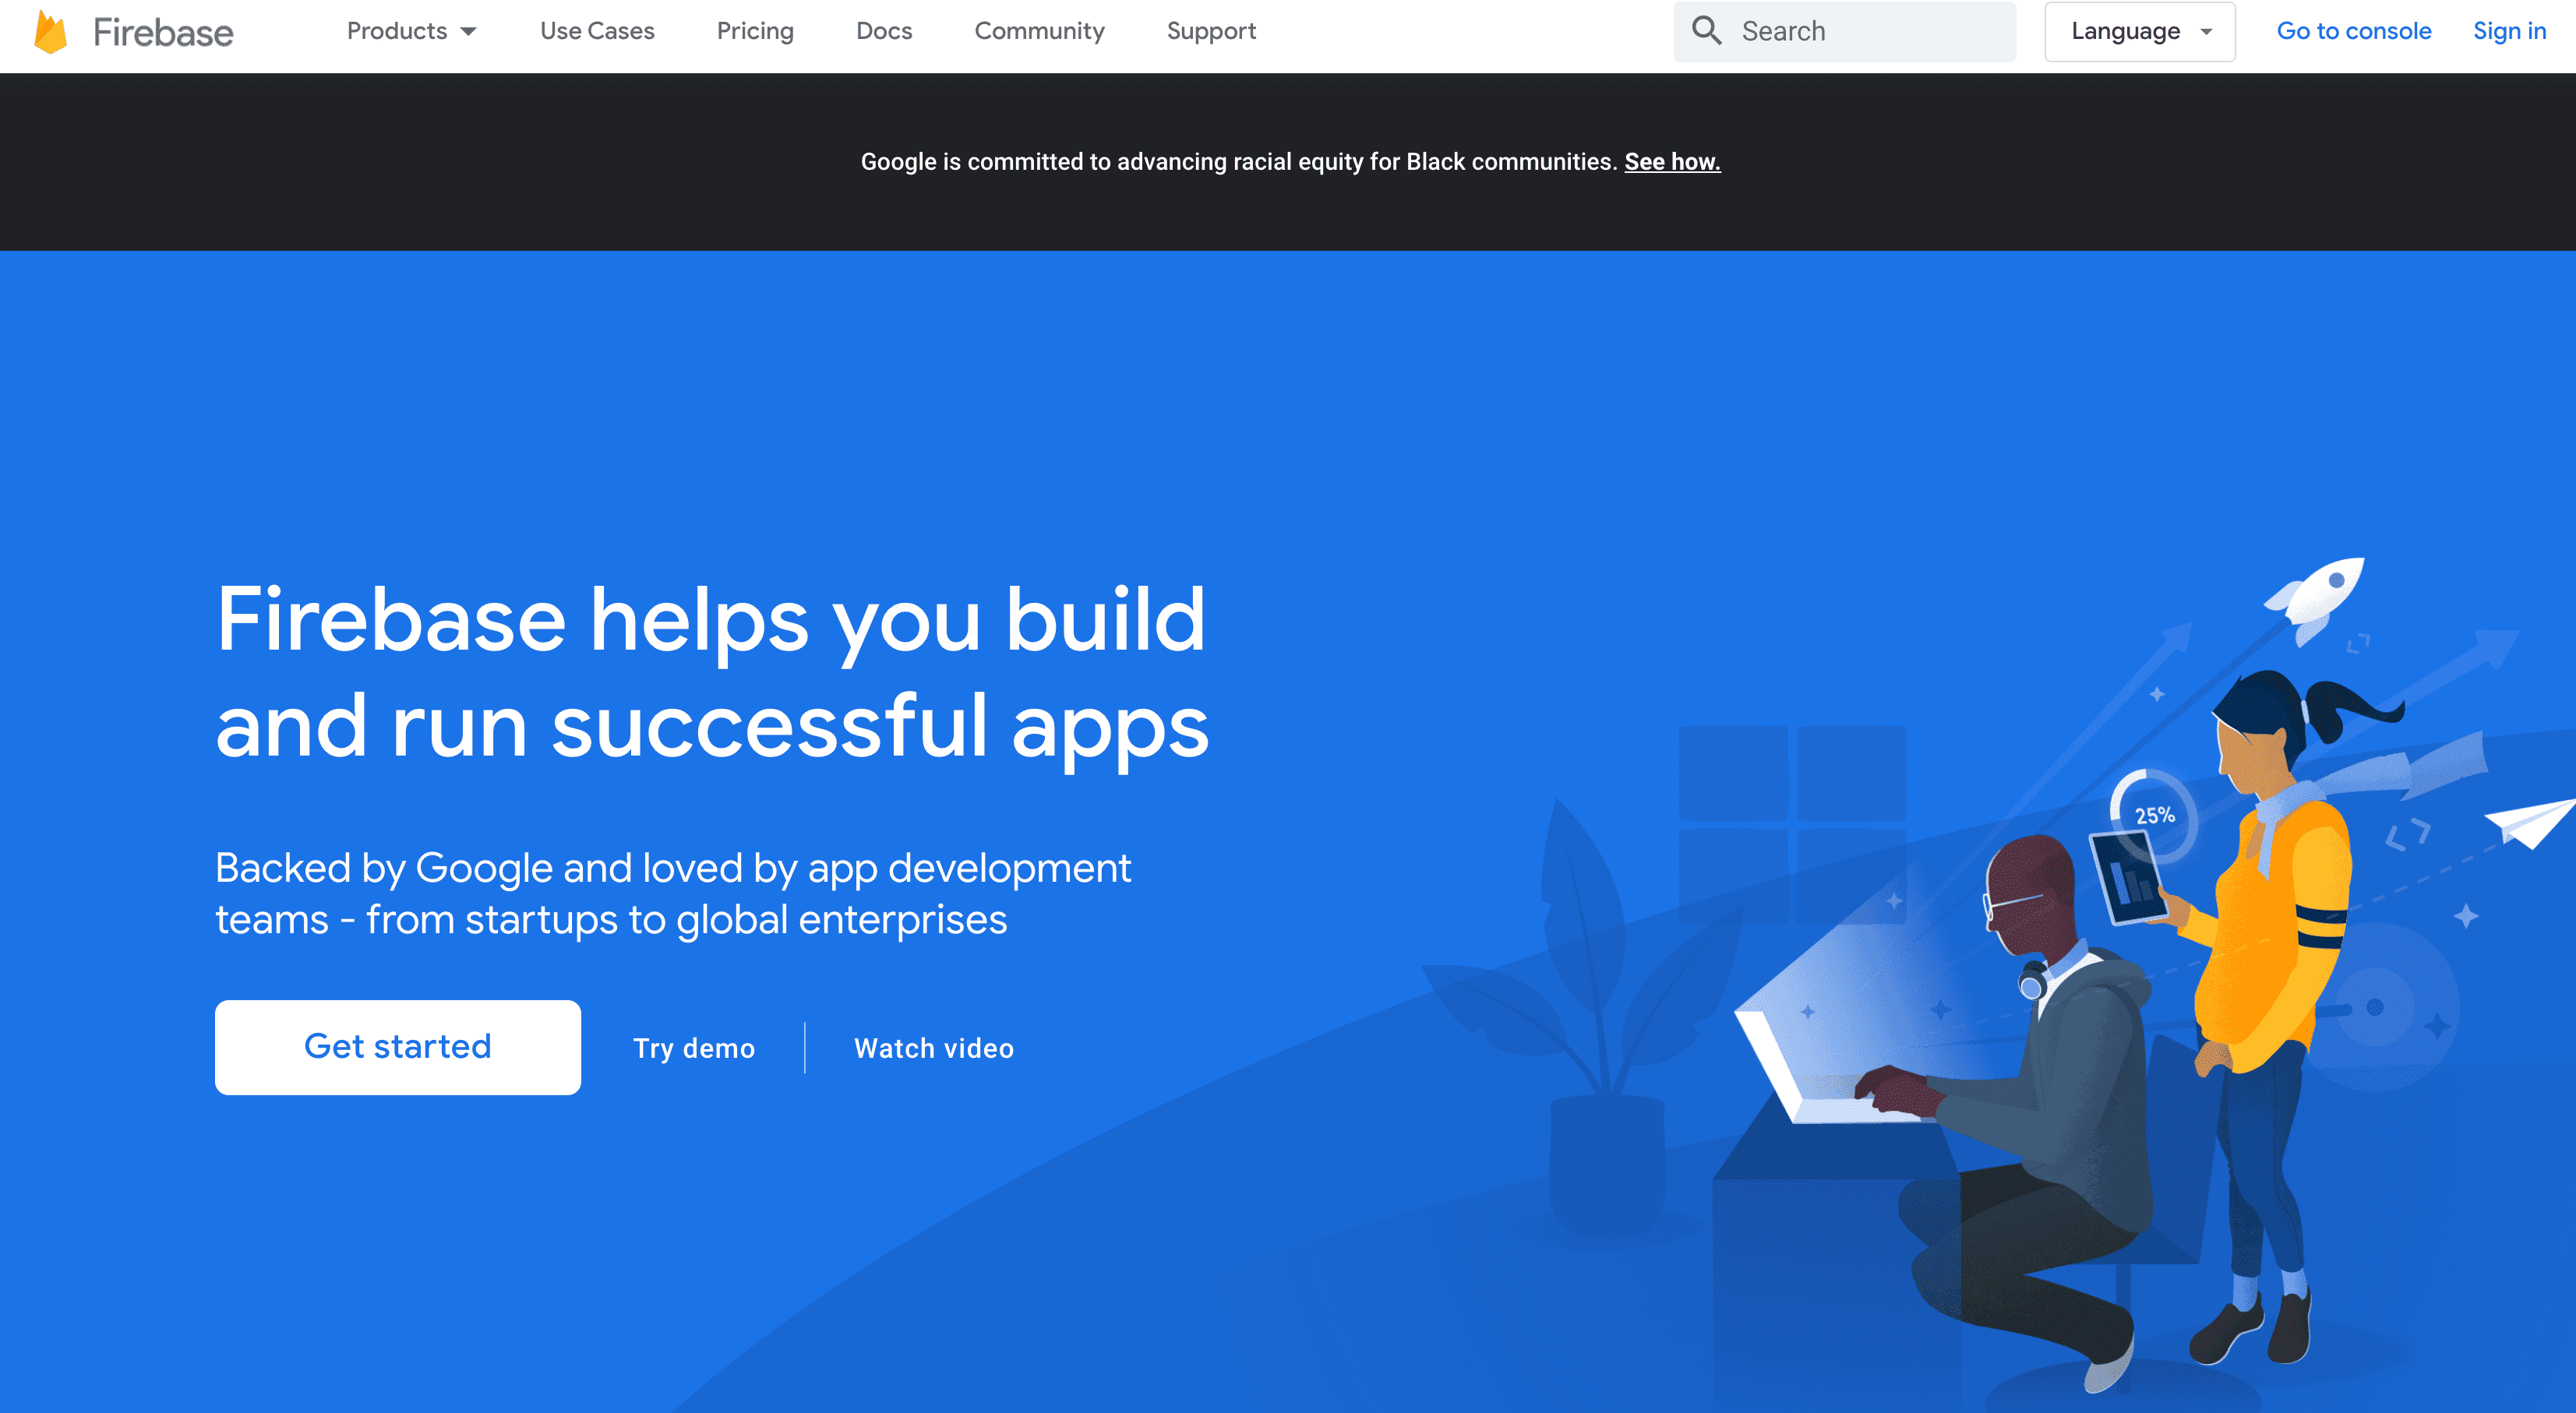 Firebase
Products
Use Cases
Pricing
Docs
Community
Support
Search
Language
Go to console
Sign in
Google is committed to advancing racial equity for Black communities. See how.
Firebase helps you build
and run successful apps
Backed by Google and loved by app development
teams - from startups to global enterprises
Get started
Try demo
Watch video
25%